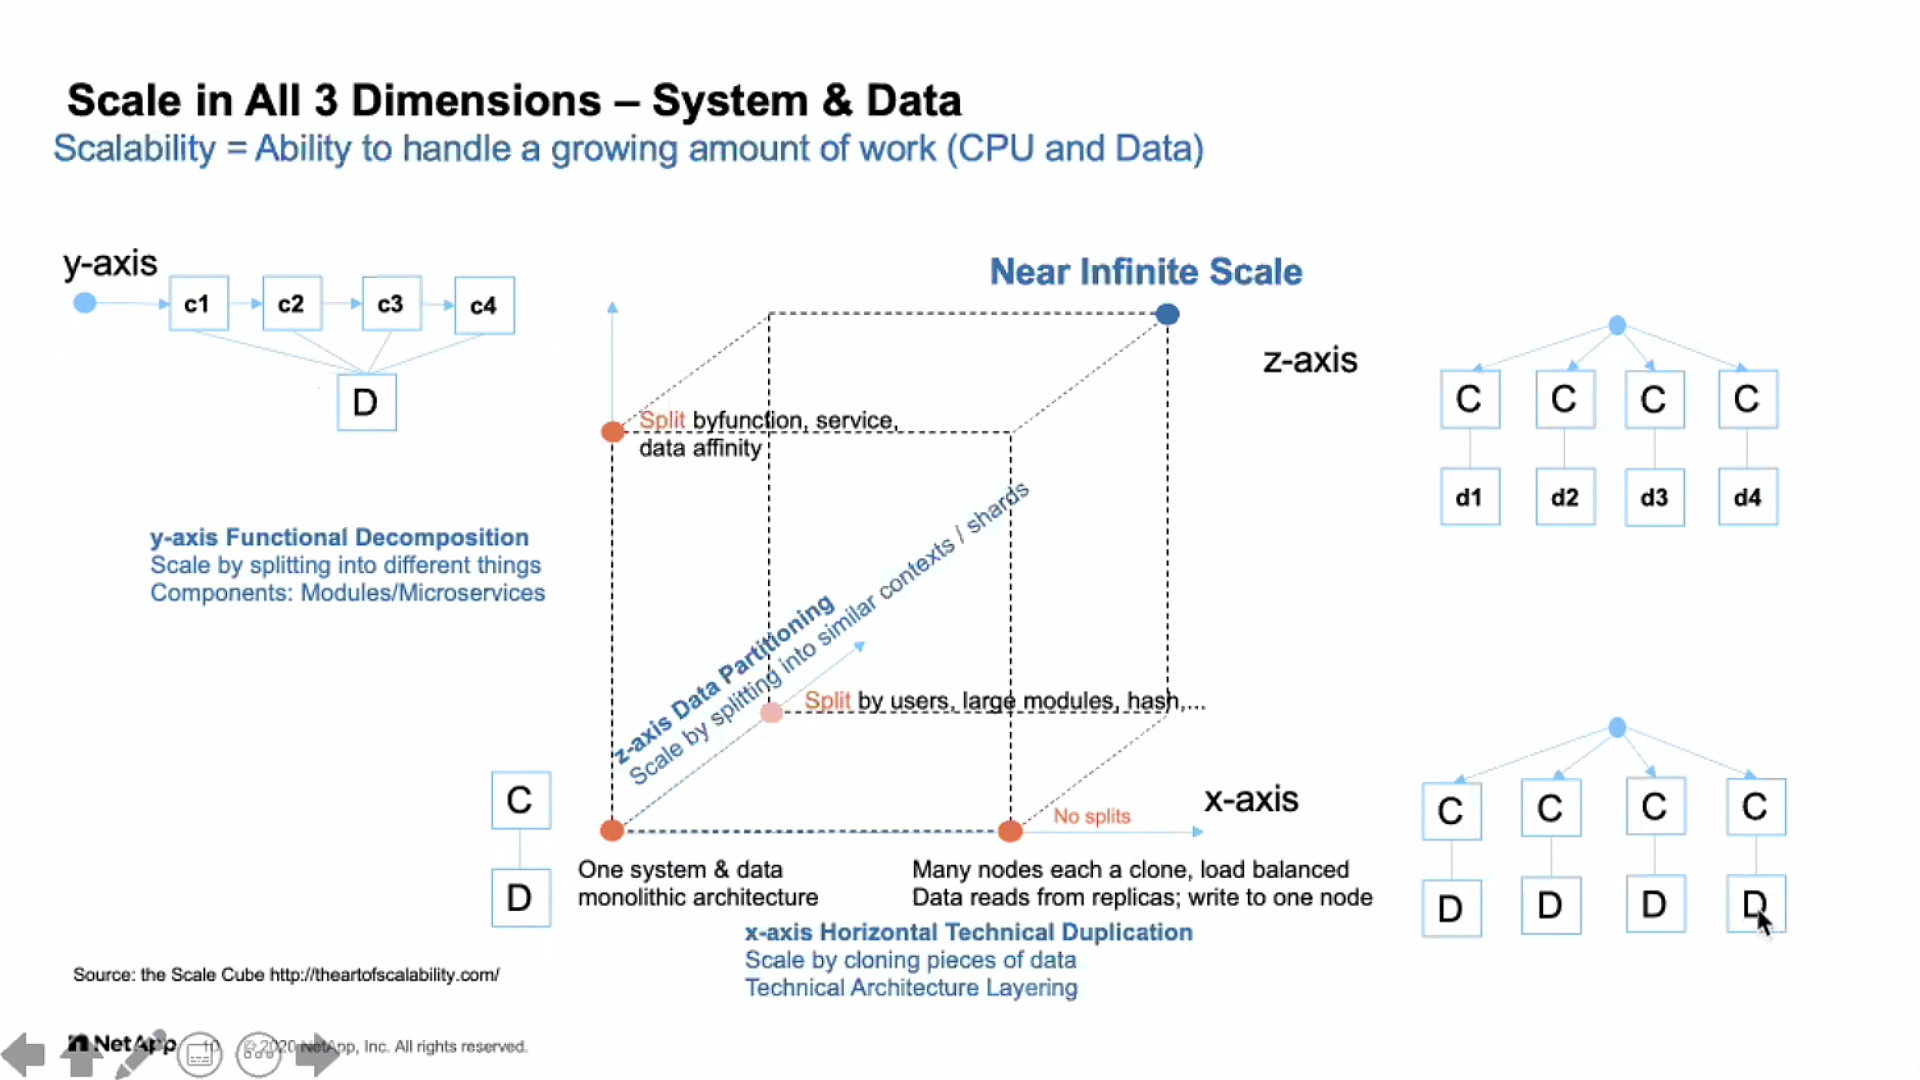 Scale in All 3 Dimensions – System & Data
Scalability = Ability to handle a growing amount of work (CPU and Data)
y-axis
c1 c2 c3 c4
D
Near Infinite Scale
z-axis
C C C C
d1 d2 d3 d4
Split byfunction, service,
data affinity
y-axis Functional Decomposition
Scale by splitting into different things
Components: Modules/Microservices
z-axis Data Partitioning
Scale by splitting into similar contexts / shards
Split by users, large modules, hash,...
x-axis
No splits
C
D
One system & data
monolithic architecture
Many nodes each a clone, load balanced
Data reads from replicas; write to one node
C C C C
D D D D
x-axis Horizontal Technical Duplication
Scale by cloning pieces of data
Technical Architecture Layering
Source: the Scale Cube http://theartofscalability.com/
NetApp 10 © 2020 NetApp, Inc. All rights reserved.